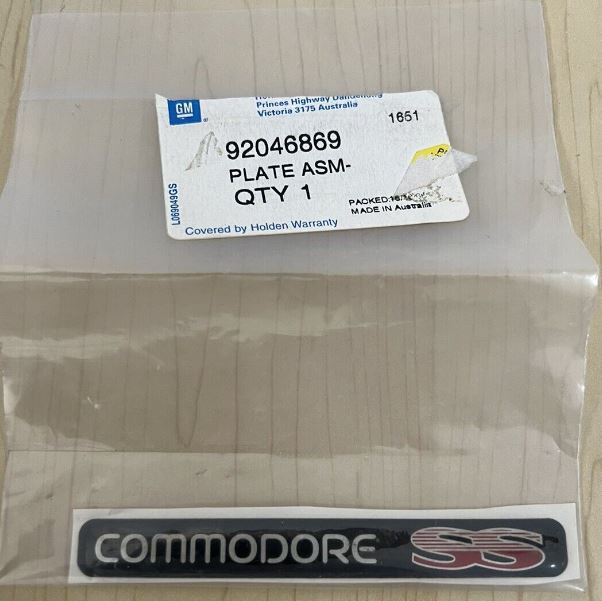 GM
Princes Highway Dandenong
Victoria 3175 Australia
1651
92046869
PLATE ASM-
QTY 1
PACKED:
MADE IN Australia
L069049GS
Covered by Holden Warranty
COMMODORE SS